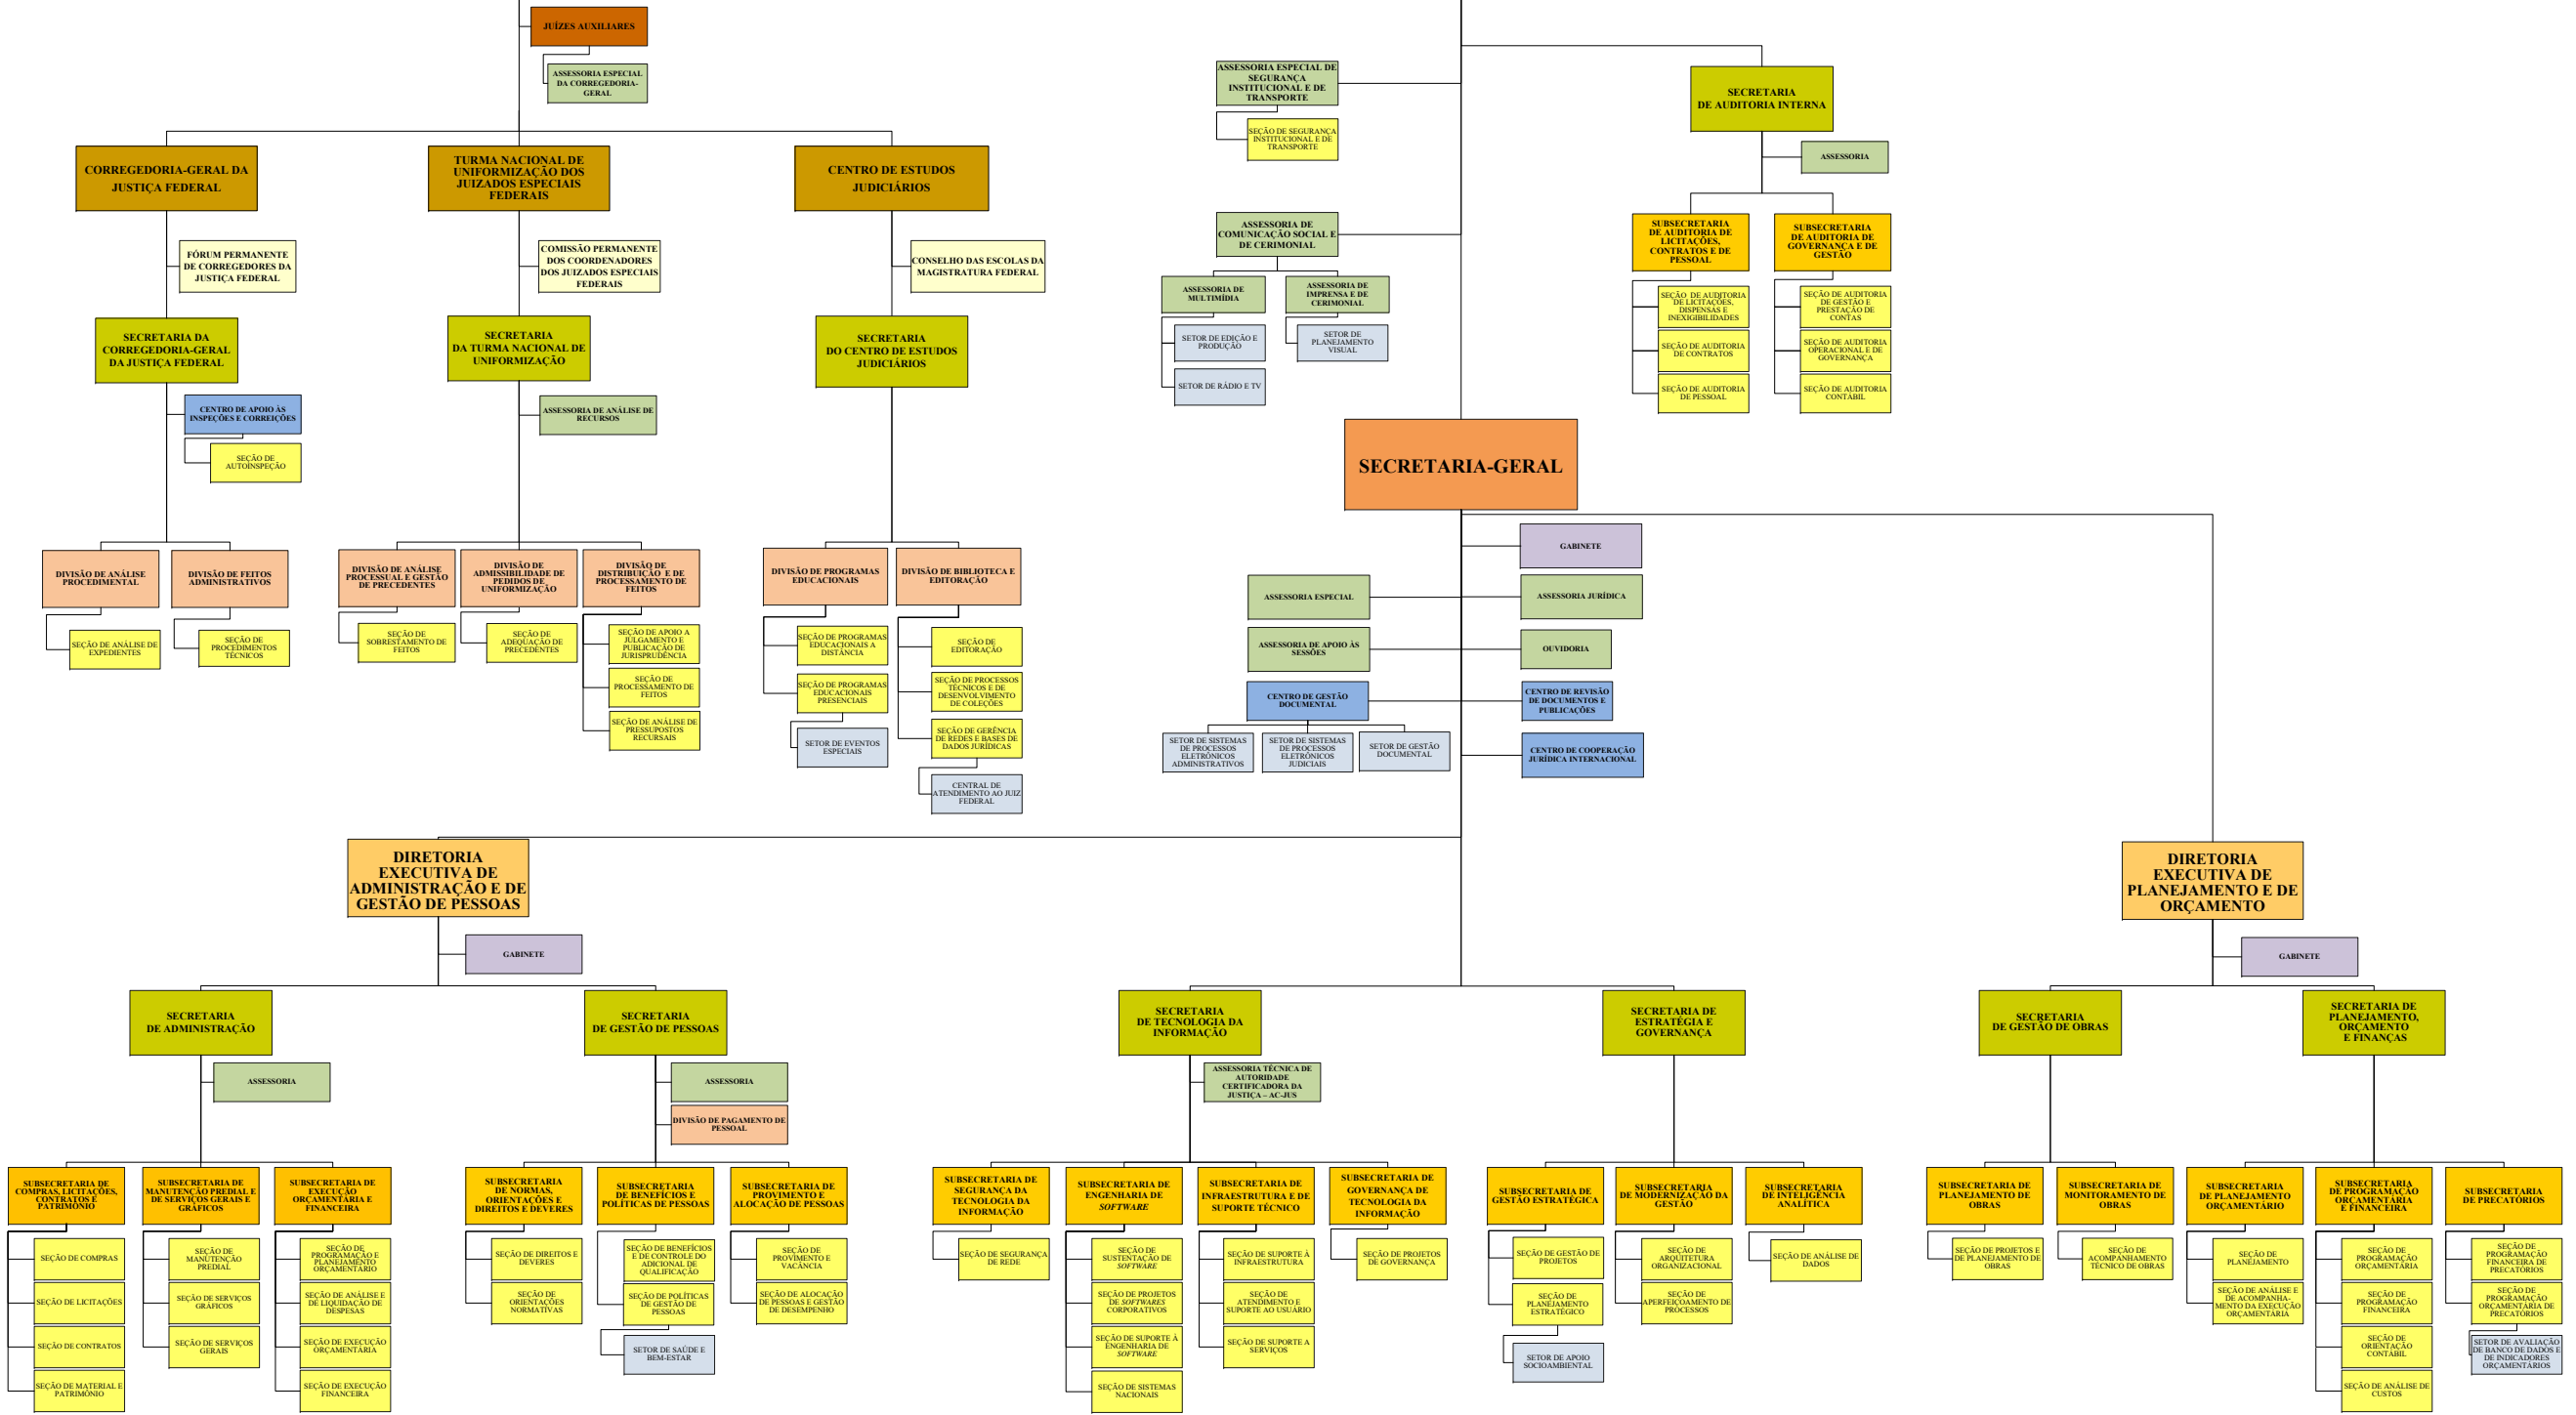 JUÍZES AUXILIARES
ASSESSORIA ESPECIAL
DA CORREGEDORIA-
GERAL
CORREGEDORIA-GERAL DA
JUSTIÇA FEDERAL
TURMA NACIONAL DE
UNIFORMIZAÇÃO DOS
JUIZADOS ESPECIAIS
FEDERAIS
CENTRO DE ESTUDOS
JUDICIÁRIOS
FÓRUM PERMANENTE
DE CORREGEDORES DA
JUSTIÇA FEDERAL
COMISSÃO PERMANENTE
DOS COORDENADORES
DOS JUIZADOS ESPECIAIS
FEDERAIS
CONSELHO DAS ESCOLAS DA
MAGISTRATURA FEDERAL
SECRETARIA DA
CORREGEDORIA-GERAL
DA JUSTIÇA FEDERAL
SECRETARIA
DA TURMA NACIONAL DE
UNIFORMIZAÇÃO
SECRETARIA
DO CENTRO DE ESTUDOS
JUDICIÁRIOS
CENTRO DE APOIO ÀS
INSPEÇÕES E CORREIÇÕES
SEÇÃO DE
AUTOINSPEÇÃO
ASSESSORIA DE ANÁLISE DE
RECURSOS
DIVISÃO DE ANÁLISE
PROCEDIMENTAL
DIVISÃO DE FEITOS
ADMINISTRATIVOS
DIVISÃO DE ANÁLISE
PROCESSUAL E GESTÃO
DE PRECEDENTES
DIVISÃO DE
ADMISSIBILIDADE DE
PEDIDOS DE
UNIFORMIZAÇÃO
DIVISÃO DE
DISTRIBUIÇÃO E DE
PROCESSAMENTO DE
FEITOS
DIVISÃO DE PROGRAMAS
EDUCACIONAIS
DIVISÃO DE BIBLIOTECA E
EDITORAÇÃO
SEÇÃO DE ANÁLISE DE
EXPEDIENTES
SEÇÃO DE
PROCEDIMENTOS
TÉCNICOS
SEÇÃO DE
SOBRESTAMENTO DE
FEITOS
SEÇÃO DE
ADEQUAÇÃO DE
PRECEDENTES
SEÇÃO DE APOIO A
JULGAMENTO E
PUBLICAÇÃO DE
JURISPRUDÊNCIA
SEÇÃO DE
PROCESSAMENTO DE
FEITOS
SEÇÃO DE ANÁLISE DE
PRESSUPOSTOS
RECURSAIS
SEÇÃO DE PROGRAMAS
EDUCACIONAIS A
DISTÂNCIA
SEÇÃO DE PROGRAMAS
EDUCACIONAIS
PRESENCIAIS
SETOR DE EVENTOS
ESPECIAIS
SEÇÃO DE
EDITORAÇÃO
SEÇÃO DE PROCESSOS
TÉCNICOS E DE
DESENVOLVIMENTO
DE COLEÇÕES
SEÇÃO DE GERÊNCIA
DE REDES E BASES DE
DADOS JURÍDICAS
CENTRAL DE
ATENDIMENTO AO JUIZ
FEDERAL
ASSESSORIA ESPECIAL DE
SEGURANÇA
INSTITUCIONAL E DE
TRANSPORTE
SEÇÃO DE SEGURANÇA
INSTITUCIONAL E DE
TRANSPORTE
ASSESSORIA DE
COMUNICAÇÃO SOCIAL E
DE CERIMONIAL
ASSESSORIA DE
MULTIMÍDIA
ASSESSORIA DE
IMPRENSA E DE
CERIMONIAL
SETOR DE EDIÇÃO E
PRODUÇÃO
SETOR DE RÁDIO E TV
SETOR DE
PLANEJAMENTO
VISUAL
SECRETARIA
DE AUDITORIA INTERNA
ASSESSORIA
SUBSECRETARIA
DE AUDITORIA DE
LICITAÇÕES,
CONTRATOS E DE
PESSOAL
SUBSECRETARIA
DE AUDITORIA DE
GOVERNANÇA E DE
GESTÃO
SEÇÃO DE AUDITORIA
DE LICITAÇÕES,
DISPENSAS E
INEXIGIBILIDADES
SEÇÃO DE AUDITORIA
DE CONTRATOS
SEÇÃO DE AUDITORIA
DE PESSOAL
SEÇÃO DE AUDITORIA
DE GESTÃO E
PRESTAÇÃO DE
CONTAS
SEÇÃO DE AUDITORIA
OPERACIONAL E DE
GOVERNANÇA
SEÇÃO DE AUDITORIA
CONTÁBIL
SECRETARIA-GERAL
GABINETE
ASSESSORIA ESPECIAL
ASSESSORIA JURÍDICA
ASSESSORIA DE APOIO ÀS
SESSÕES
OUVIDORIA
CENTRO DE GESTÃO
DOCUMENTAL
CENTRO DE REVISÃO
DE DOCUMENTOS E
PUBLICAÇÕES
SETOR DE SISTEMAS
DE PROCESSOS
ELETRÔNICOS
ADMINISTRATIVOS
SETOR DE SISTEMAS
DE PROCESSOS
ELETRÔNICOS
JUDICIAIS
SETOR DE GESTÃO
DOCUMENTAL
CENTRO DE COOPERAÇÃO
JURÍDICA INTERNACIONAL
DIRETORIA
EXECUTIVA DE
ADMINISTRAÇÃO E DE
GESTÃO DE PESSOAS
GABINETE
DIRETORIA
EXECUTIVA DE
PLANEJAMENTO E DE
ORÇAMENTO
GABINETE
SECRETARIA
DE ADMINISTRAÇÃO
ASSESSORIA
SECRETARIA
DE GESTÃO DE PESSOAS
ASSESSORIA
DIVISÃO DE PAGAMENTO DE
PESSOAL
SECRETARIA
DE TECNOLOGIA DA
INFORMAÇÃO
ASSESSORIA TÉCNICA DE
AUTORIDADE
CERTIFICADORA DA
JUSTIÇA – AC-JUS
SECRETARIA DE
ESTRATÉGIA E
GOVERNANÇA
SECRETARIA
DE GESTÃO DE OBRAS
SECRETARIA DE
PLANEJAMENTO,
ORÇAMENTO
E FINANÇAS
SUBSECRETARIA DE
COMPRAS, LICITAÇÕES,
CONTRATOS E
PATRIMÔNIO
SEÇÃO DE COMPRAS
SEÇÃO DE LICITAÇÕES
SEÇÃO DE CONTRATOS
SEÇÃO DE MATERIAL E
PATRIMÔNIO
SUBSECRETARIA DE
MANUTENÇÃO PREDIAL E
DE SERVIÇOS GERAIS E
GRÁFICOS
SEÇÃO DE
MANUTENÇÃO
PREDIAL
SEÇÃO DE SERVIÇOS
GRÁFICOS
SEÇÃO DE SERVIÇOS
GERAIS
SUBSECRETARIA DE
EXECUÇÃO
ORÇAMENTÁRIA E
FINANCEIRA
SEÇÃO DE
PROGRAMAÇÃO E
PLANEJAMENTO
ORÇAMENTÁRIO
SEÇÃO DE ANÁLISE E
DE LIQUIDAÇÃO DE
DESPESAS
SEÇÃO DE EXECUÇÃO
ORÇAMENTÁRIA
SEÇÃO DE EXECUÇÃO
FINANCEIRA
SUBSECRETARIA
DE NORMAS,
ORIENTAÇÕES E
DIREITOS E DEVERES
SEÇÃO DE DIREITOS E
DEVERES
SEÇÃO DE
ORIENTAÇÕES
NORMATIVAS
SUBSECRETARIA
DE BENEFÍCIOS E
POLÍTICAS DE PESSOAS
SEÇÃO DE BENEFÍCIOS
E DE CONTROLE DO
ADICIONAL DE
QUALIFICAÇÃO
SEÇÃO DE POLÍTICAS
DE GESTÃO DE
PESSOAS
SETOR DE SAÚDE E
BEM-ESTAR
SUBSECRETARIA DE
PROVIMENTO E
ALOCAÇÃO DE PESSOAS
SEÇÃO DE
PROVIMENTO E
VACÂNCIA
SEÇÃO DE ALOCAÇÃO
DE PESSOAS E GESTÃO
DE DESEMPENHO
SUBSECRETARIA DE
SEGURANÇA DA
TECNOLOGIA DA
INFORMAÇÃO
SEÇÃO DE SEGURANÇA
DE REDE
SUBSECRETARIA DE
ENGENHARIA DE
SOFTWARE
SEÇÃO DE
SUSTENTAÇÃO DE
SOFTWARE
SEÇÃO DE PROJETOS
DE SOFTWARES
CORPORATIVOS
SEÇÃO DE SUPORTE À
ENGENHARIA DE
SOFTWARE
SEÇÃO DE SISTEMAS
NACIONAIS
SUBSECRETARIA DE
INFRAESTRUTURA E DE
SUPORTE TÉCNICO
SEÇÃO DE SUPORTE À
INFRAESTRUTURA
SEÇÃO DE
ATENDIMENTO E
SUPORTE AO USUÁRIO
SEÇÃO DE SUPORTE A
SERVIÇOS
SUBSECRETARIA DE
GOVERNANÇA DE
TECNOLOGIA DA
INFORMAÇÃO
SEÇÃO DE PROJETOS
DE GOVERNANÇA
SUBSECRETARIA DE
GESTÃO ESTRATÉGICA
SEÇÃO DE GESTÃO DE
PROJETOS
SEÇÃO DE
PLANEJAMENTO
ESTRATÉGICO
SETOR DE APOIO
SOCIOAMBIENTAL
SUBSECRETARIA
DE MODERNIZAÇÃO DA
GESTÃO
SEÇÃO DE
ARQUITETURA
ORGANIZACIONAL
SEÇÃO DE
APERFEIÇOAMENTO DE
PROCESSOS
SUBSECRETARIA
DE INTELIGÊNCIA
ANALÍTICA
SEÇÃO DE ANÁLISE DE
DADOS
SUBSECRETARIA DE
PLANEJAMENTO DE
OBRAS
SEÇÃO DE PROJETOS E
DE PLANEJAMENTO DE
OBRAS
SUBSECRETARIA DE
MONITORAMENTO DE
OBRAS
SEÇÃO DE
ACOMPANHAMENTO
TÉCNICO DE OBRAS
SUBSECRETARIA
DE PLANEJAMENTO
ORÇAMENTÁRIO
SEÇÃO DE
PLANEJAMENTO
SEÇÃO DE ANÁLISE E
DE ACOMPANHA-
MENTO DA EXECUÇÃO
ORÇAMENTÁRIA
SUBSECRETARIA
DE PROGRAMAÇÃO
ORÇAMENTÁRIA
E FINANCEIRA
SEÇÃO DE
PROGRAMAÇÃO
ORÇAMENTÁRIA
SEÇÃO DE
PROGRAMAÇÃO
FINANCEIRA
SEÇÃO DE
ORIENTAÇÃO
CONTÁBIL
SEÇÃO DE ANÁLISE DE
CUSTOS
SUBSECRETARIA
DE PRECATÓRIOS
SEÇÃO DE
PROGRAMAÇÃO
FINANCEIRA DE
PRECATÓRIOS
SEÇÃO DE
PROGRAMAÇÃO
ORÇAMENTÁRIA DE
PRECATÓRIOS
SETOR DE AVALIAÇÃO
DE BANCO DE DADOS E
DE INDICADORES
ORÇAMENTÁRIOS